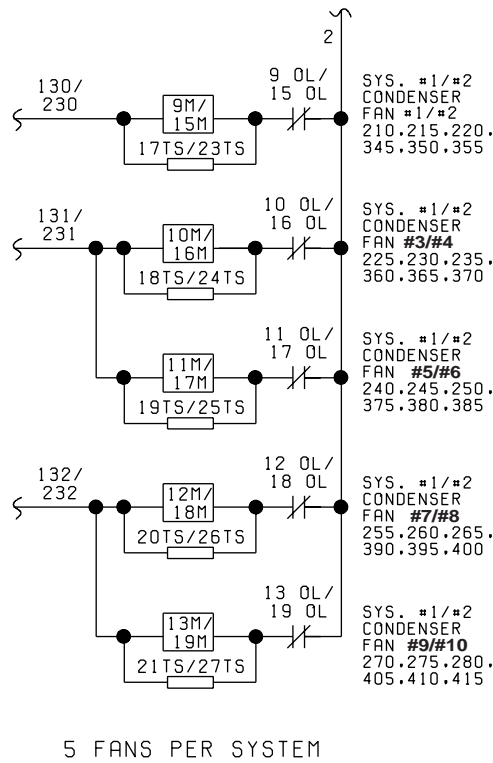 2
130/
230
9M/
15M
17TS/23TS
9 OL/
15 OL
SYS. #1/#2
CONDENSER
FAN #1/#2
210.215.220.
345.350.355
131/
231
10M/
16M
18TS/24TS
10 OL/
16 OL
SYS. #1/#2
CONDENSER
FAN #3/#4
225.230.235.
360.365.370
11M/
17M
19TS/25TS
11 OL/
17 OL
SYS. #1/#2
CONDENSER
FAN #5/#6
240.245.250.
375.380.385
132/
232
12M/
18M
20TS/26TS
12 OL/
18 OL
SYS. #1/#2
CONDENSER
FAN #7/#8
255.260.265.
390.395.400
13M/
19M
21TS/27TS
13 OL/
19 OL
SYS. #1/#2
CONDENSER
FAN #9/#10
270.275.280.
405.410.415
5 FANS PER SYSTEM